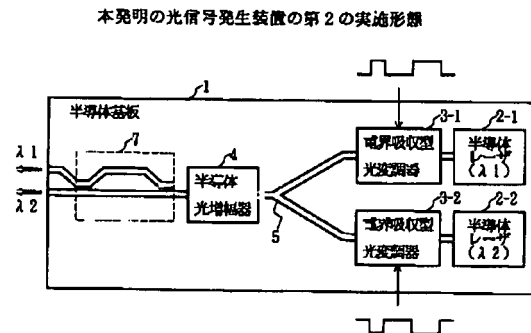 本発明の光信号発生装置の第2の実施形態
1
半導体基板
7
4
半導体
光増幅器
5
λ1
λ2
3-1
電界吸収型
光変調器
2-1
半導体
レーザ
(λ1)
3-2
電界吸収型
光変調器
2-2
半導体
レーザ
(λ2)